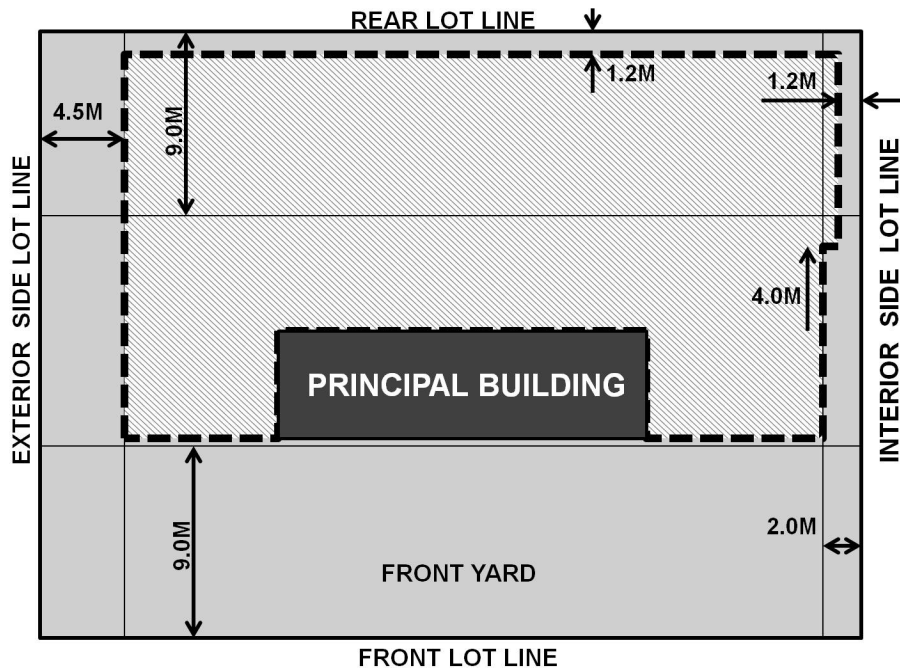 REAR LOT LINE
1.2M
1.2M
4.5M
9.0M
EXTERIOR SIDE LOT LINE
INTERIOR SIDE LOT LINE
4.0M
PRINCIPAL BUILDING
9.0M
2.0M
FRONT YARD
FRONT LOT LINE